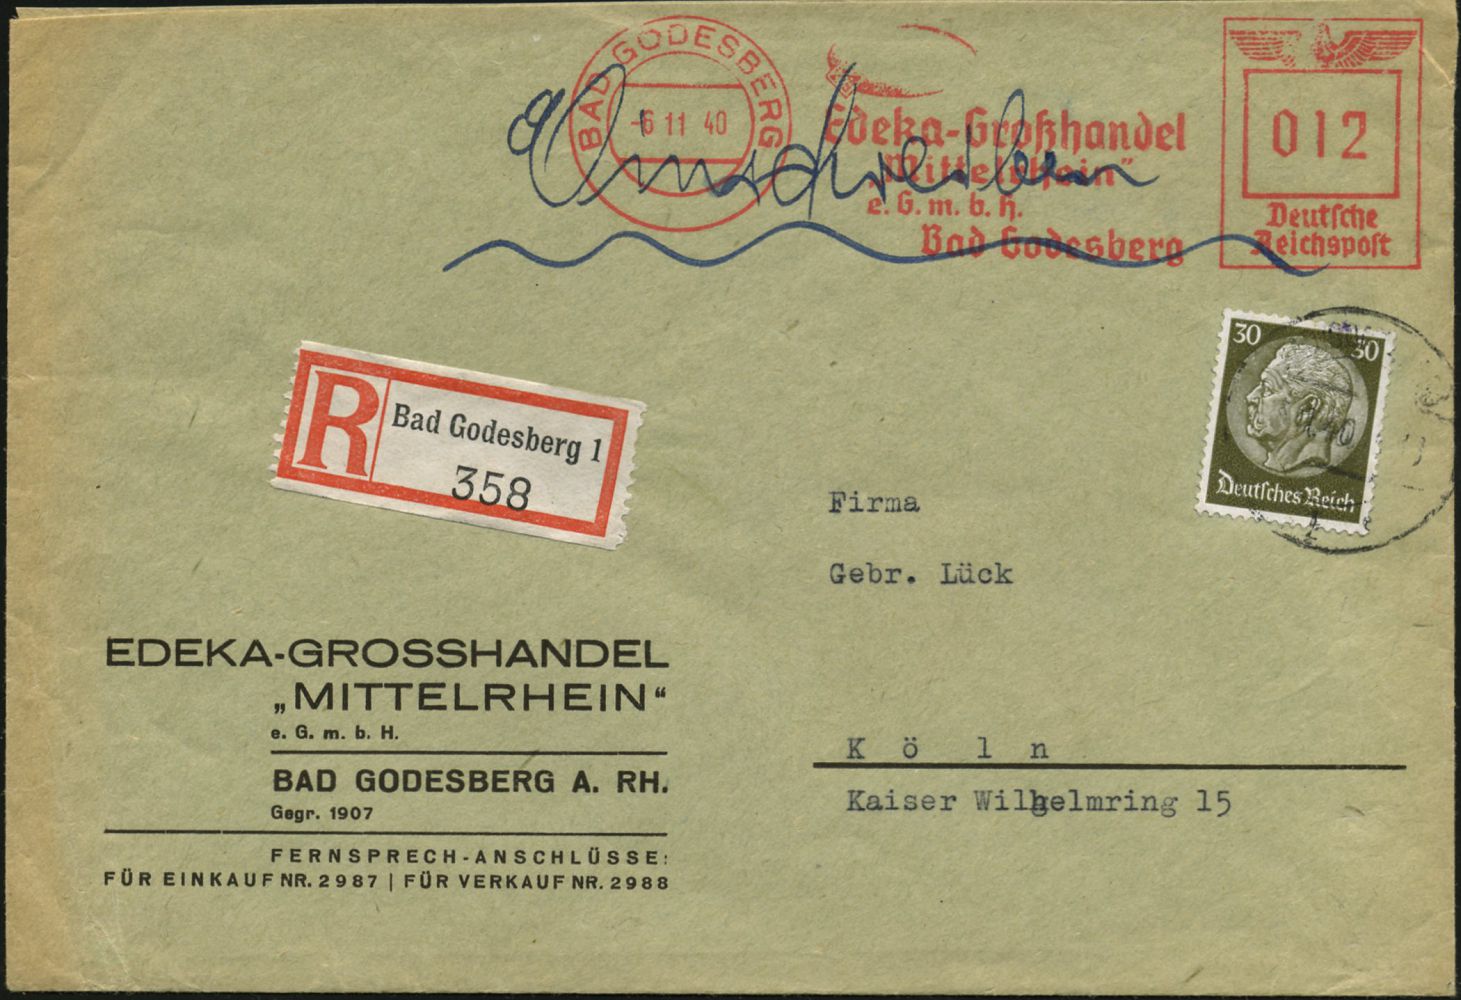 BAD GODESBERG
-6 11 40
Edeka-Großhandel
„Mittelrhein“
e. G. m. b. H.
Bad Godesberg
012
Deutsche
Reichspost
Einschreiben
30 30
Deutsches Reich
R Bad Godesberg 1
358
Firma
Gebr. Lück
K ö l n
Kaiser Wilhelmring 15
EDEKA-GROSSHANDEL
„MITTELRHEIN“
e. G. m. b. H.
BAD GODESBERG A. RH.
Gegr. 1907
FERNSPRECH-ANSCHLÜSSE:
FÜR EINKAUF NR. 2987 | FÜR VERKAUF NR. 2988